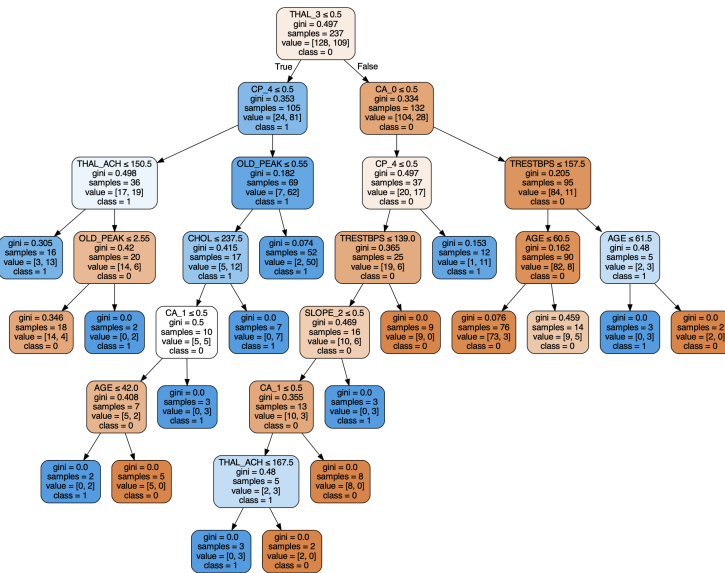 THAL_3 ≤ 0.5
gini = 0.497
samples = 237
value = [128, 109]
class = 0
True
False
CP_4 ≤ 0.5
gini = 0.353
samples = 105
value = [24, 81]
class = 1
CA_0 ≤ 0.5
gini = 0.334
samples = 132
value = [104, 28]
class = 0
THAL_ACH ≤ 150.5
gini = 0.498
samples = 36
value = [17, 19]
class = 1
OLD_PEAK ≤ 0.55
gini = 0.182
samples = 69
value = [7, 62]
class = 1
CP_4 ≤ 0.5
gini = 0.497
samples = 37
value = [20, 17]
class = 0
TRESTBPS ≤ 157.5
gini = 0.205
samples = 95
value = [84, 11]
class = 0
gini = 0.305
samples = 16
value = [3, 13]
class = 1
OLD_PEAK ≤ 2.55
gini = 0.42
samples = 20
value = [14, 6]
class = 0
CHOL ≤ 237.5
gini = 0.415
samples = 17
value = [5, 12]
class = 1
gini = 0.074
samples = 52
value = [2, 50]
class = 1
TRESTBPS ≤ 139.0
gini = 0.365
samples = 25
value = [19, 6]
class = 0
gini = 0.153
samples = 12
value = [1, 11]
class = 1
AGE ≤ 60.5
gini = 0.162
samples = 90
value = [82, 8]
class = 0
AGE ≤ 61.5
gini = 0.48
samples = 5
value = [2, 3]
class = 1
gini = 0.346
samples = 18
value = [14, 4]
class = 0
gini = 0.0
samples = 2
value = [0, 2]
class = 1
CA_1 ≤ 0.5
gini = 0.5
samples = 10
value = [5, 5]
class = 0
gini = 0.0
samples = 7
value = [0, 7]
class = 1
SLOPE_2 ≤ 0.5
gini = 0.469
samples = 16
value = [10, 6]
class = 0
gini = 0.0
samples = 9
value = [9, 0]
class = 0
gini = 0.076
samples = 76
value = [73, 3]
class = 0
gini = 0.459
samples = 14
value = [9, 5]
class = 0
gini = 0.0
samples = 3
value = [0, 3]
class = 1
gini = 0.0
samples = 2
value = [2, 0]
class = 0
AGE ≤ 42.0
gini = 0.408
samples = 7
value = [5, 2]
class = 0
gini = 0.0
samples = 3
value = [0, 3]
class = 1
CA_1 ≤ 0.5
gini = 0.355
samples = 13
value = [10, 3]
class = 0
gini = 0.0
samples = 3
value = [0, 3]
class = 1
gini = 0.0
samples = 2
value = [0, 2]
class = 1
gini = 0.0
samples = 5
value = [5, 0]
class = 0
THAL_ACH ≤ 167.5
gini = 0.48
samples = 5
value = [2, 3]
class = 1
gini = 0.0
samples = 8
value = [8, 0]
class = 0
gini = 0.0
samples = 3
value = [0, 3]
class = 1
gini = 0.0
samples = 2
value = [2, 0]
class = 0